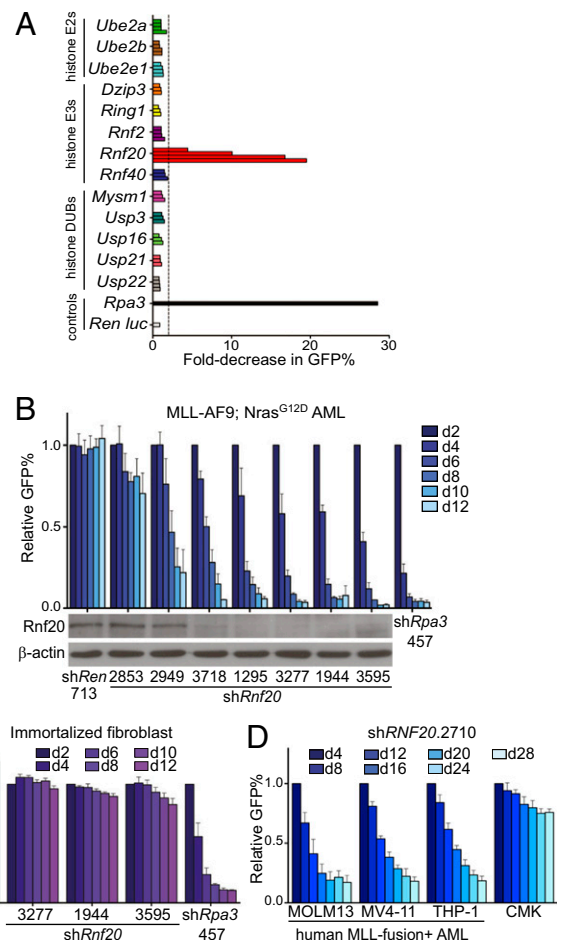 A
histone E2s
histone E3s
histone DUBs
controls
Ube2a
Ube2b
Ube2e1
Dzip3
Ring1
Rnf2
Rnf20
Rnf40
Mysm1
Usp3
Usp16
Usp21
Usp22
Rpa3
Ren luc
0 10 20 30
Fold-decrease in GFP%
B
MLL-AF9; NrasG12D AML
d2
d4
d6
d8
d10
d12
Relative GFP%
1.0
0.5
0.0
Rnf20
β-actin
shRen 2853 2949 3718 1295 3277 1944 3595 shRpa3
713 shRnf20 457
Immortalized fibroblast
d2 d6 d10
d4 d8 d12
3277 1944 3595 shRpa3
shRnf20 457
D
shRNF20.2710
d4 d12 d20 d28
d8 d16 d24
Relative GFP%
1.0
0.5
0.0
MOLM13 MV4-11 THP-1 CMK
human MLL-fusion+ AML